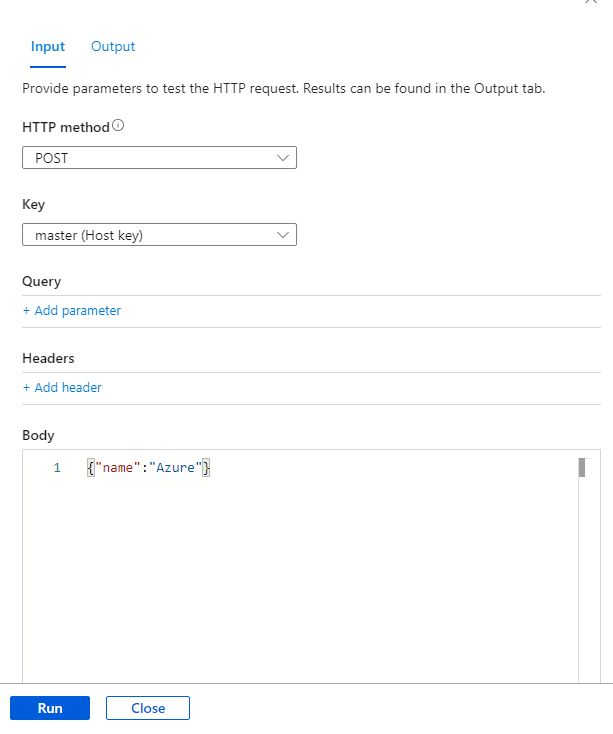 Input Output
Provide parameters to test the HTTP request. Results can be found in the Output tab.
HTTP method
POST
Key
master (Host key)
Query
+ Add parameter
Headers
+ Add header
Body
1 {"name":"Azure"}
Run Close